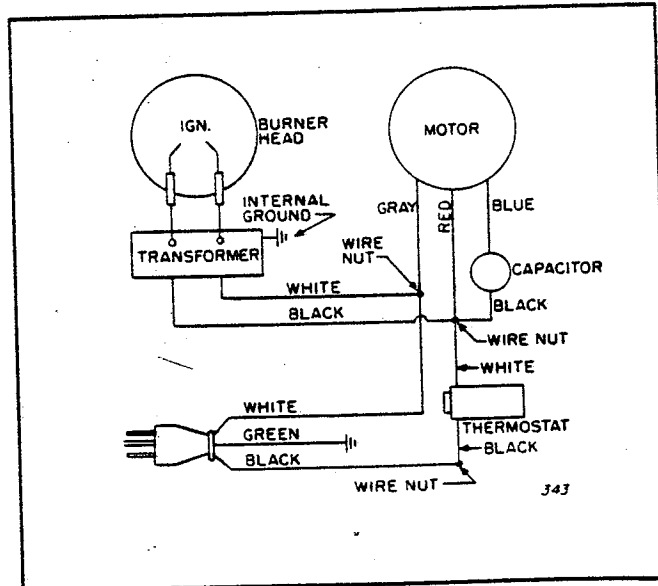 IGN.
BURNER
HEAD
MOTOR
INTERNAL
GROUND
GRAY
RED
BLUE
TRANSFORMER
WIRE
NUT
CAPACITOR
WHITE
BLACK
BLACK
WIRE NUT
WHITE
WHITE
THERMOSTAT
GREEN
BLACK
BLACK
WIRE NUT
343